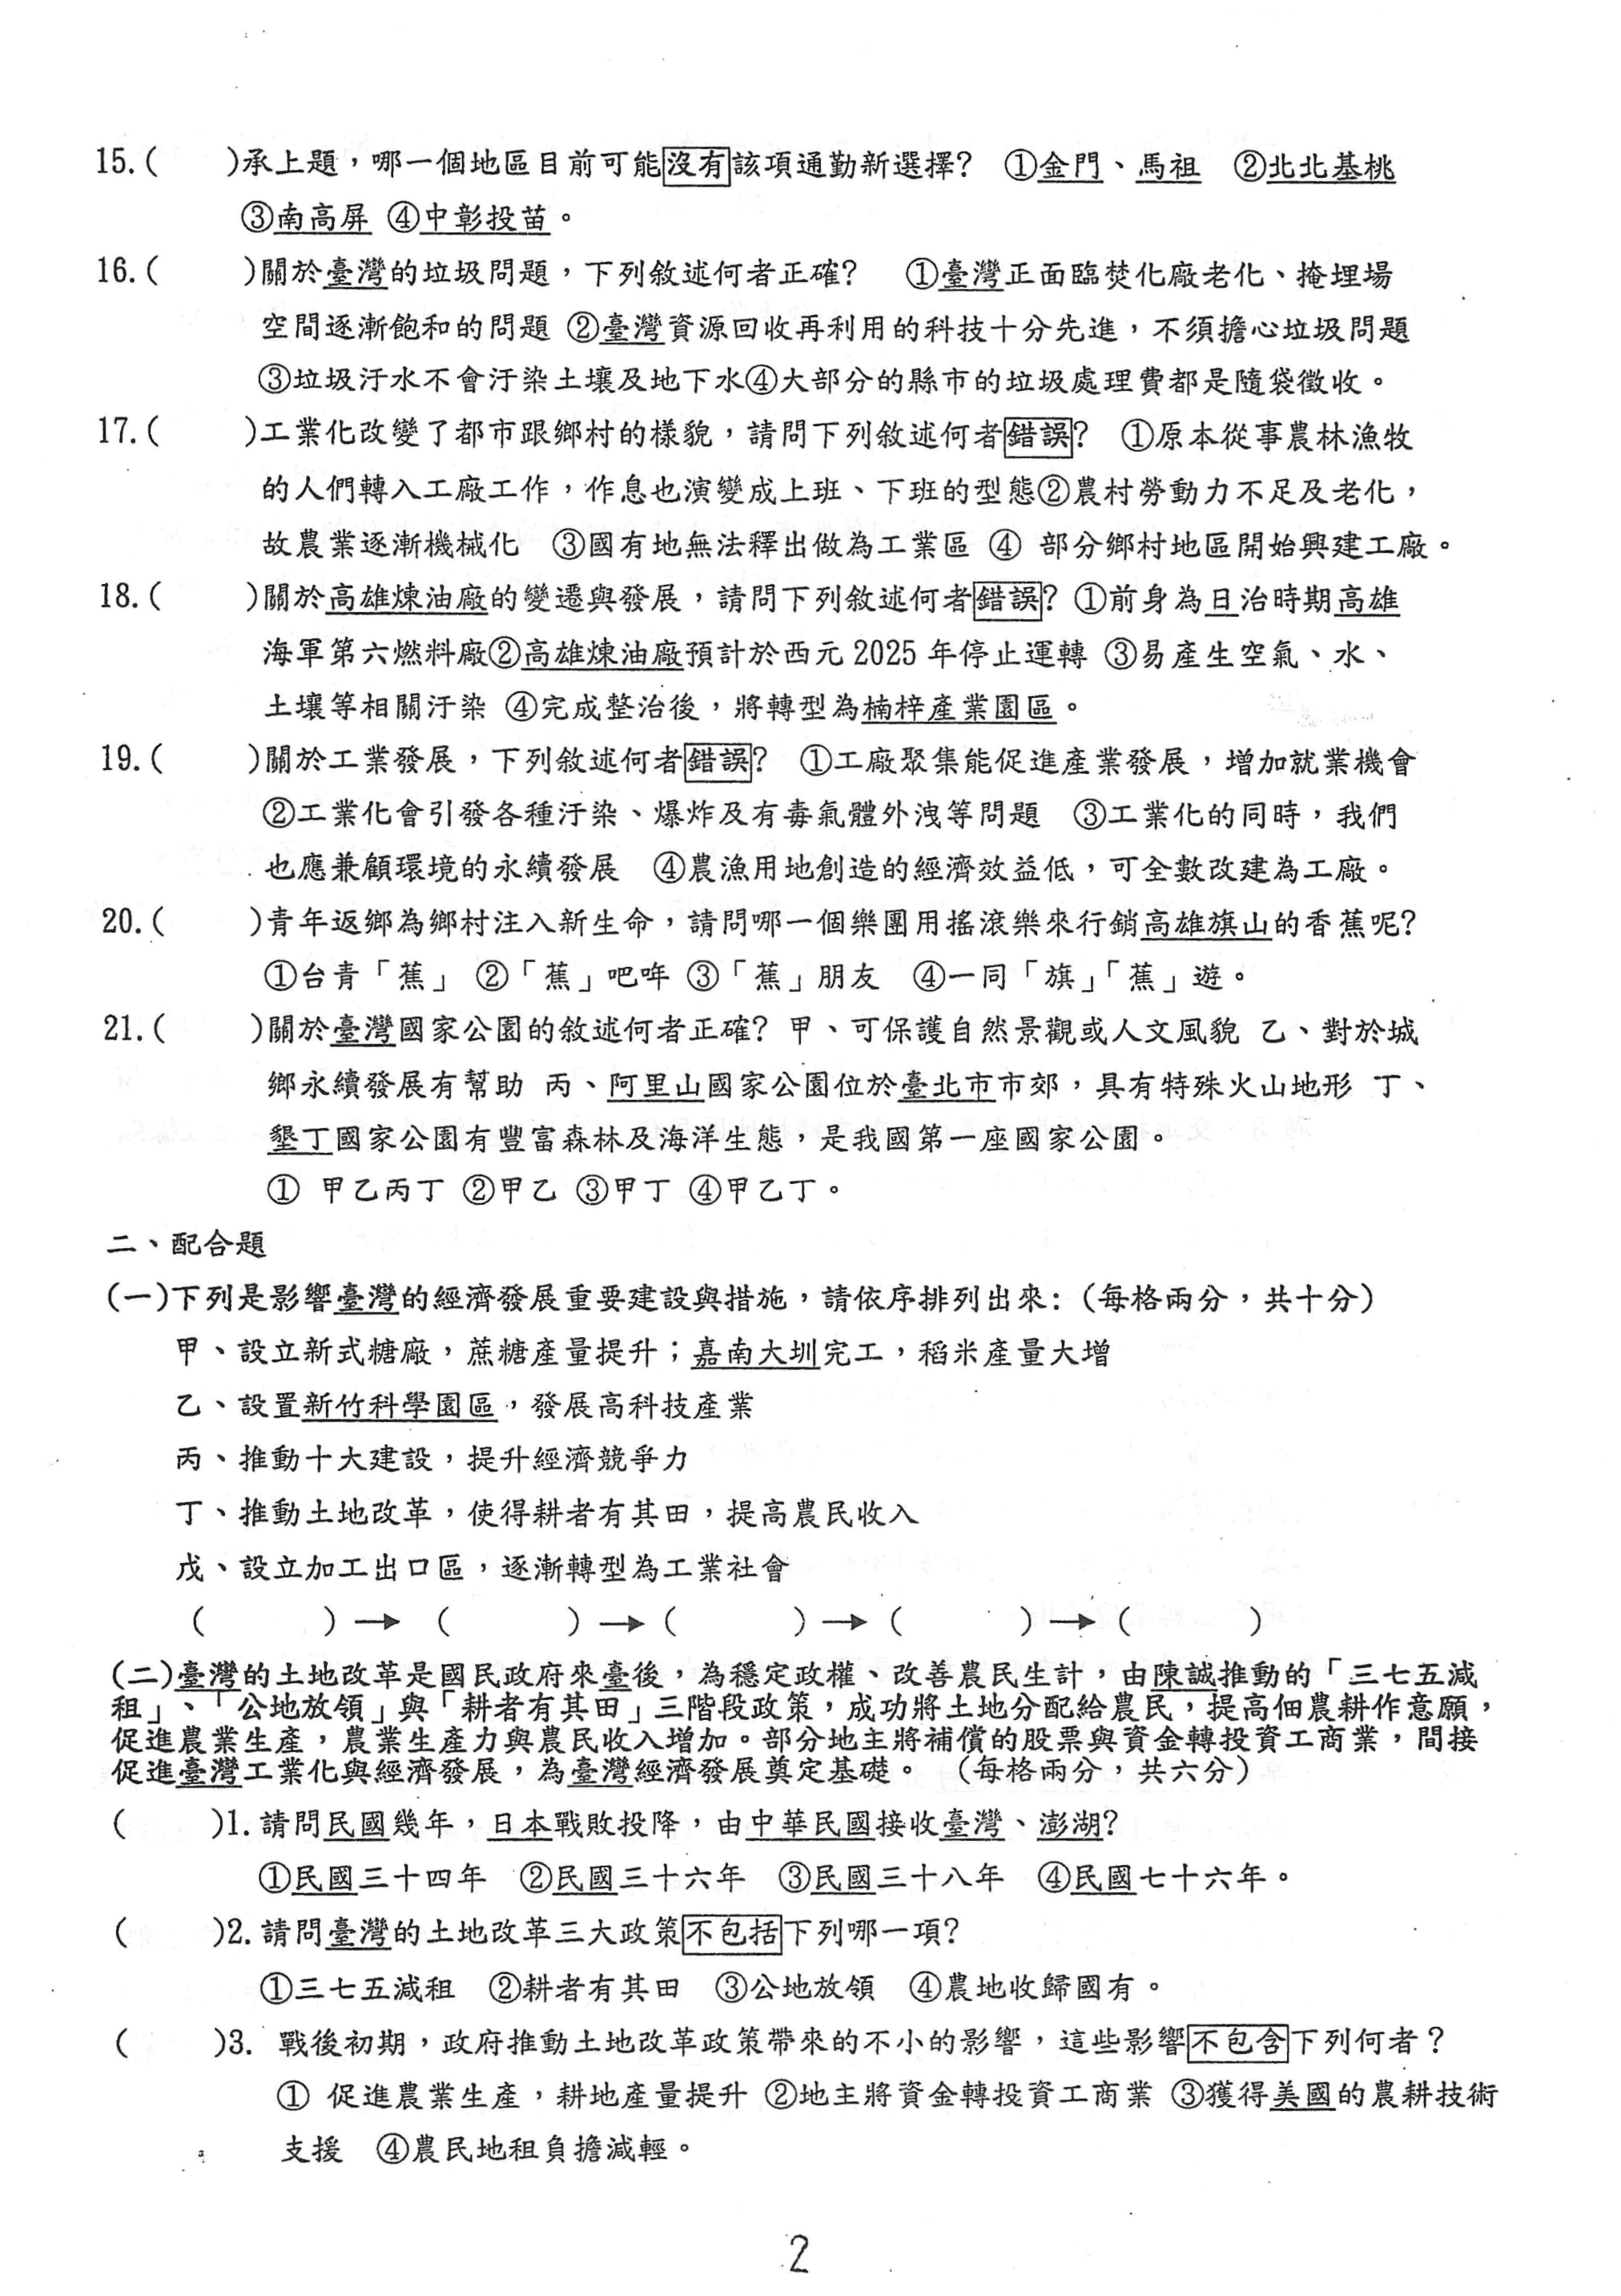 15.(　　)承上題，哪一個地區目前可能沒有該項通勤新選擇?　①金門、馬祖　②北北基桃
③南高屏 ④中彰投苗。
16.(　　)關於臺灣的垃圾問題，下列敘述何者正確?　①臺灣正面臨焚化廠老化、掩埋場
空間逐漸飽和的問題 ②臺灣資源回收再利用的科技十分先進，不須擔心垃圾問題
③垃圾汙水不會汙染土壤及地下水④大部分的縣市的垃圾處理費都是隨袋徵收。
17.(　　)工業化改變了都市跟鄉村的樣貌，請問下列敘述何者錯誤?　①原本從事農林漁牧
的人們轉入工廠工作，作息也演變成上班、下班的型態②農村勞動力不足及老化，
故農業逐漸機械化　③國有地無法釋出做為工業區 ④ 部分鄉村地區開始興建工廠。
18.(　　)關於高雄煉油廠的變遷與發展，請問下列敘述何者錯誤? ①前身為日治時期高雄
海軍第六燃料廠②高雄煉油廠預計於西元 2025 年停止運轉 ③易產生空氣、水、
土壤等相關汙染 ④完成整治後，將轉型為楠梓產業園區。
19.(　　)關於工業發展，下列敘述何者錯誤?　①工廠聚集能促進產業發展，增加就業機會
②工業化會引發各種汙染、爆炸及有毒氣體外洩等問題　③工業化的同時，我們
也應兼顧環境的永續發展　④農漁用地創造的經濟效益低，可全數改建為工廠。
20.(　　)青年返鄉為鄉村注入新生命，請問哪一個樂團用搖滾樂來行銷高雄旗山的香蕉呢?
①台青「蕉」 ②「蕉」吧哖 ③「蕉」朋友　④一同「旗」「蕉」遊。
21.(　　)關於臺灣國家公園的敘述何者正確? 甲、可保護自然景觀或人文風貌 乙、對於城
鄉永續發展有幫助 丙、阿里山國家公園位於臺北市市郊，具有特殊火山地形 丁、
墾丁國家公園有豐富森林及海洋生態，是我國第一座國家公園。
① 甲乙丙丁 ②甲乙 ③甲丁 ④甲乙丁。
二、配合題
(一)下列是影響臺灣的經濟發展重要建設與措施，請依序排列出來:（每格兩分，共十分）
甲、設立新式糖廠，蔗糖產量提升；嘉南大圳完工，稻米產量大增
乙、設置新竹科學園區，發展高科技產業
丙、推動十大建設，提升經濟競爭力
丁、推動土地改革，使得耕者有其田，提高農民收入
戊、設立加工出口區，逐漸轉型為工業社會
(　　　)→ (　　　)→(　　　)→(　　　)→(　　　)
(二)臺灣的土地改革是國民政府來臺後，為穩定政權、改善農民生計，由陳誠推動的「三七五減
租」、「公地放領」與「耕者有其田」三階段政策，成功將土地分配給農民，提高佃農耕作意願，
促進農業生產，農業生產力與農民收入增加。部分地主將補償的股票與資金轉投資工商業，間接
促進臺灣工業化與經濟發展，為臺灣經濟發展奠定基礎。（每格兩分，共六分）
(　　)1.請問民國幾年，日本戰敗投降，由中華民國接收臺灣、澎湖?
①民國三十四年　②民國三十六年　③民國三十八年　④民國七十六年。
(　　)2.請問臺灣的土地改革三大政策不包括下列哪一項?
①三七五減租　②耕者有其田　③公地放領　④農地收歸國有。
(　　)3. 戰後初期，政府推動土地改革政策帶來的不小的影響，這些影響不包含下列何者？
① 促進農業生產，耕地產量提升 ②地主將資金轉投資工商業 ③獲得美國的農耕技術
支援　④農民地租負擔減輕。
2